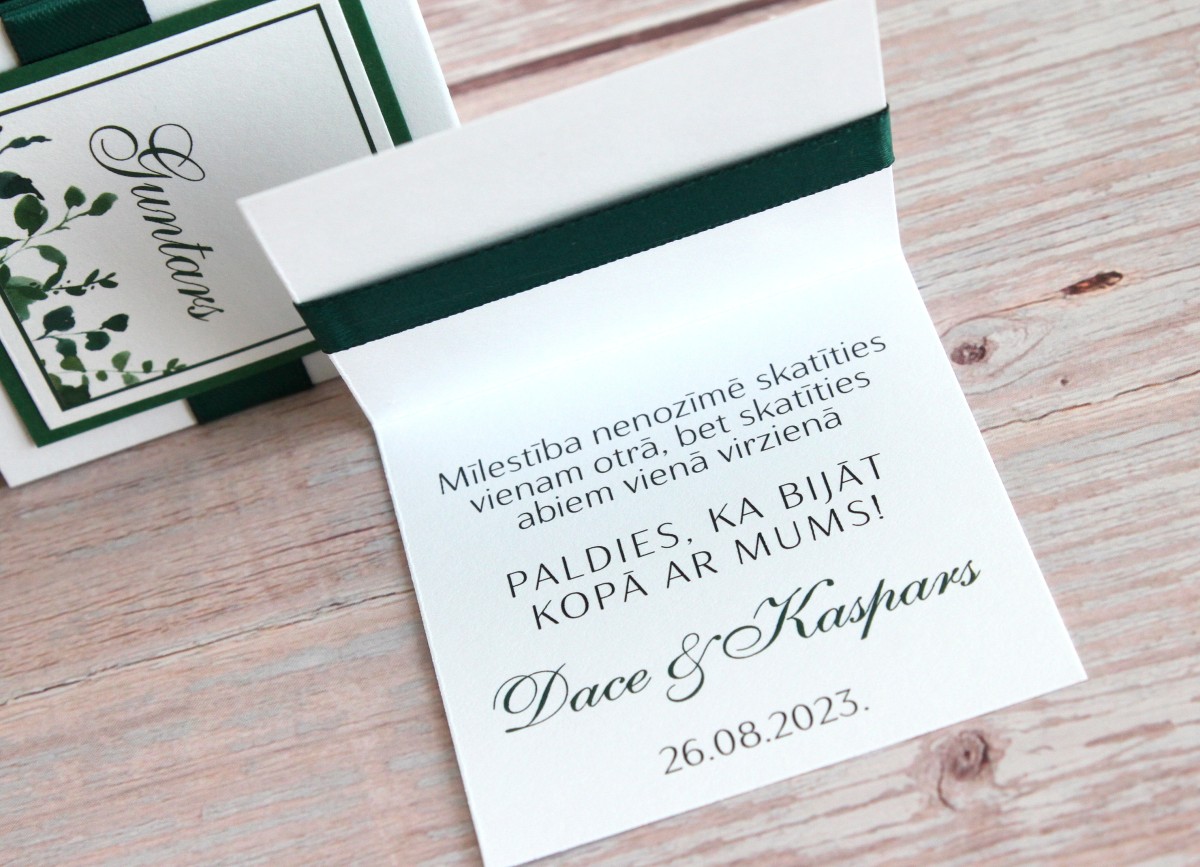 Guntars
Mīlestība nenozīmē skatīties
vienam otrā, bet skatīties
abiem vienā virzienā
PALDIES, KA BIJĀT
KOPĀ AR MUMS!
Dace & Kaspars
26.08.2023.